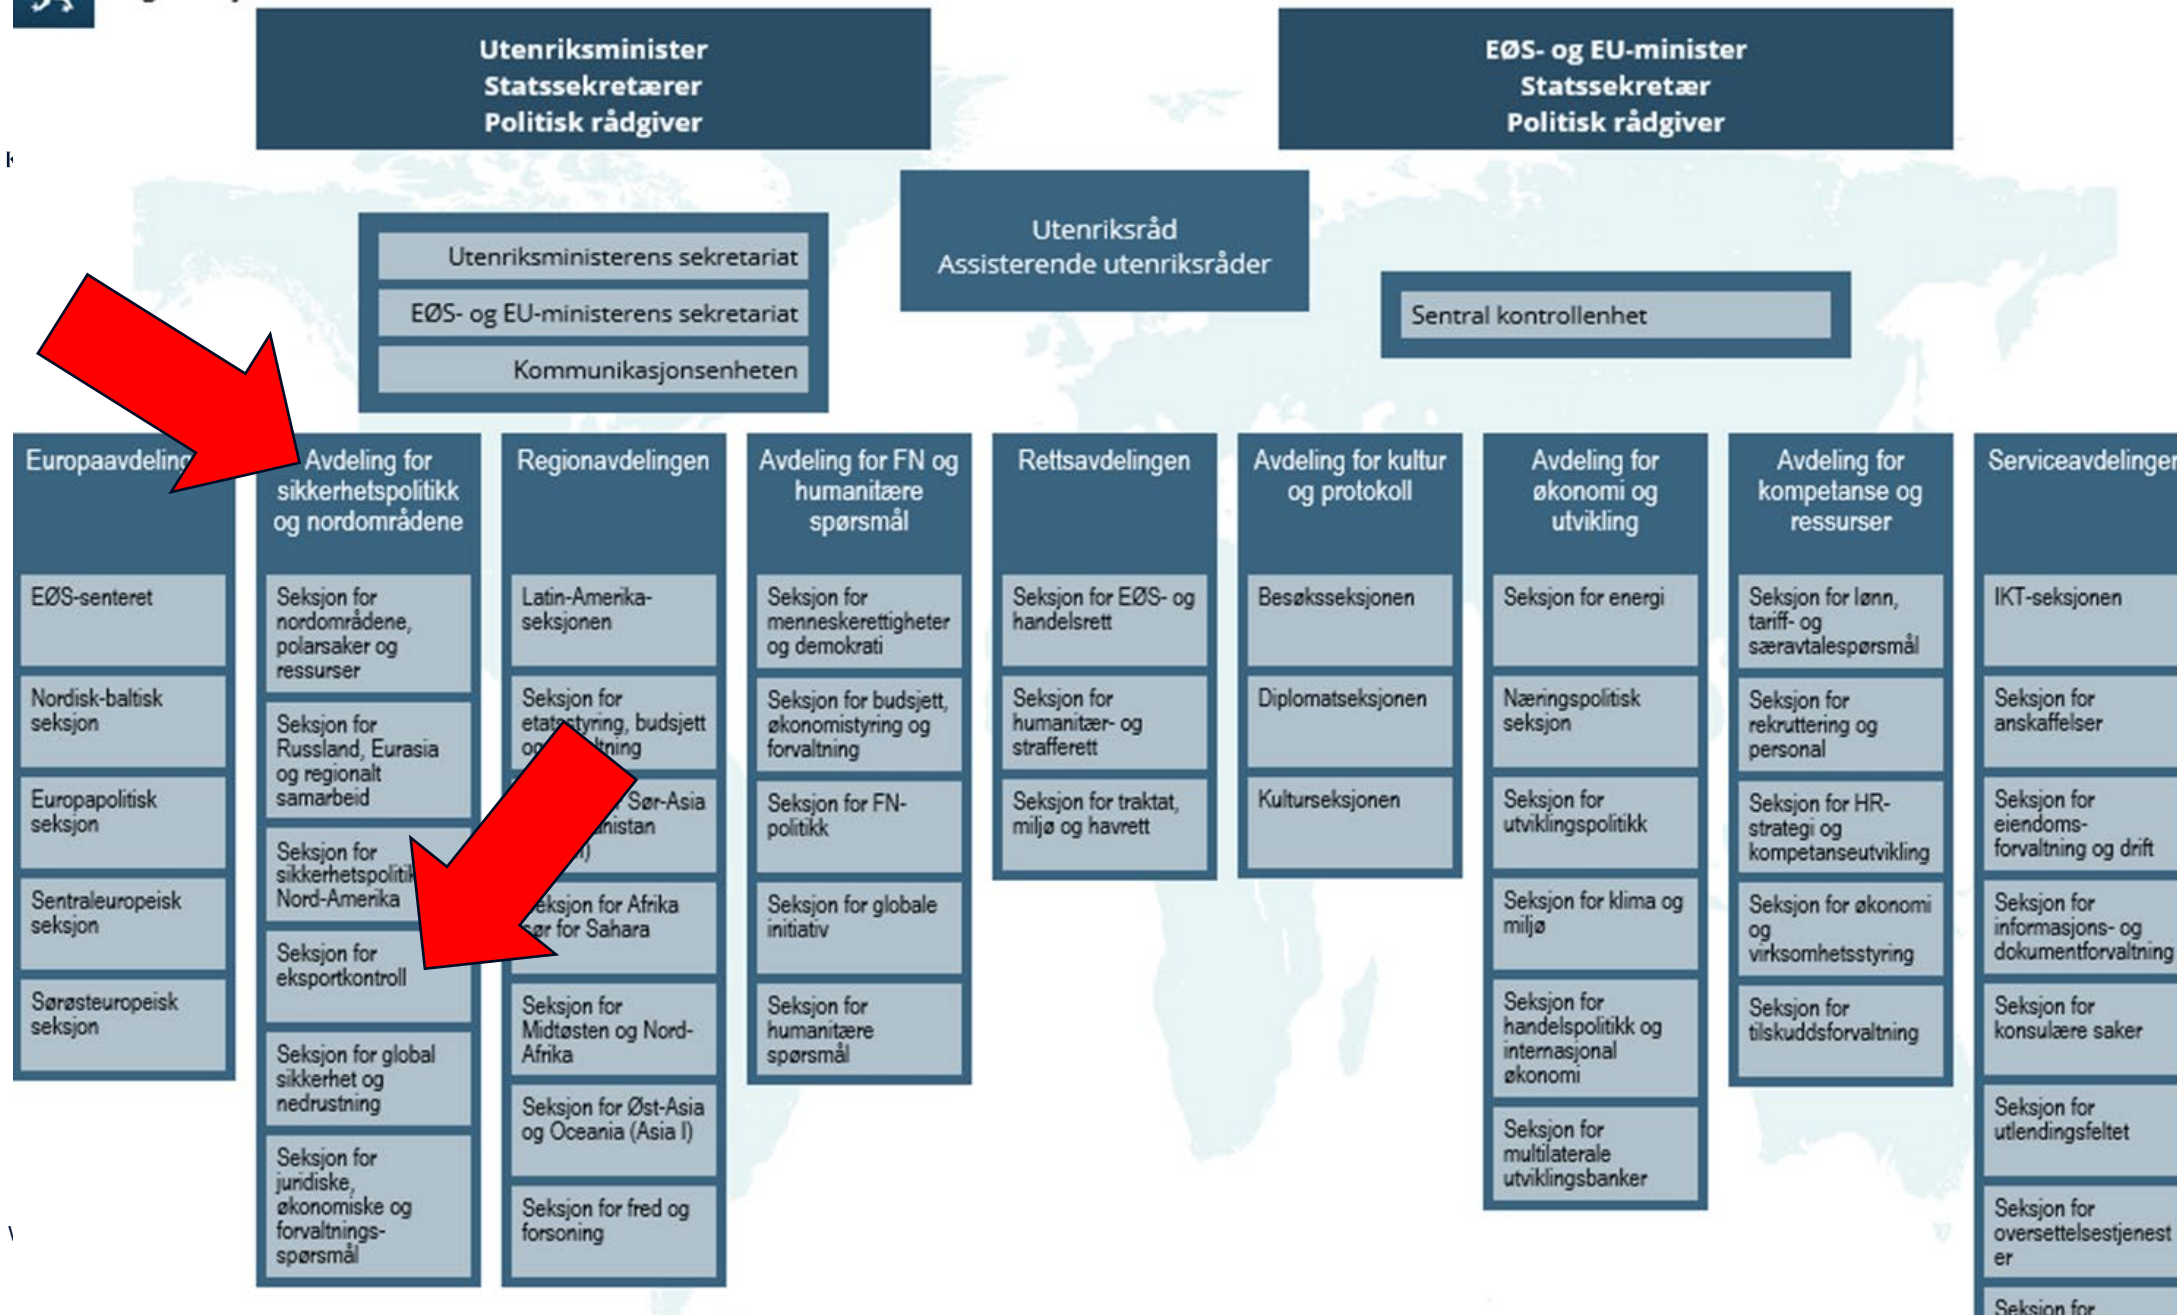 Utenriksminister
Statssekretærer
Politisk rådgiver
EØS- og EU-minister
Statssekretær
Politisk rådgiver
Utenriksråd
Assisterende utenriksråder
Utenriksministerens sekretariat
EØS- og EU-ministerens sekretariat
Kommunikasjonsenheten
Sentral kontrollenhet
Europaavdeling
EØS-senteret
Nordisk-baltisk
seksjon
Europapolitisk
seksjon
Sentraleuropeisk
seksjon
Sørøsteuropeisk
seksjon
Avdeling for
sikkerhetspolitikk
og nordområdene
Seksjon for
nordområdene,
polarsaker og
ressurser
Seksjon for
Russland, Eurasia
og regionalt
samarbeid
Seksjon for
Nord-Amerika
Seksjon for
eksportkontroll
Seksjon for global
sikkerhet og
nedrustning
Seksjon for
juridiske,
økonomiske og
forvaltnings-
spørsmål
Regionavdelingen
Latin-Amerika-
seksjonen
Seksjon for
etatsstyring, budsjett
Sør-Asia
Seksjon for Afrika
sør for Sahara
Seksjon for
Midtøsten og Nord-
Afrika
Seksjon for Øst-Asia
og Oceania (Asia I)
Seksjon for fred og
forsoning
Avdeling for FN og
humanitære
spørsmål
Seksjon for
menneskerettigheter
og demokrati
Seksjon for budsjett,
økonomistyring og
forvaltning
Seksjon for FN-
politikk
Seksjon for globale
initiativ
Seksjon for
humanitære
spørsmål
Rettsavdelingen
Seksjon for EØS- og
handelsrett
Seksjon for
humanitær- og
strafferett
Seksjon for traktat,
miljø og havrett
Avdeling for kultur
og protokoll
Besøksseksjonen
Diplomatseksjonen
Kulturseksjonen
Avdeling for
økonomi og
utvikling
Seksjon for energi
Næringspolitisk
seksjon
Seksjon for
utviklingspolitikk
Seksjon for klima og
miljø
Seksjon for
handelspolitikk og
internasjonal
økonomi
Seksjon for
multilaterale
utviklingsbanker
Avdeling for
kompetanse og
ressurser
Seksjon for lønn,
tariff- og
særavtalespørsmål
Seksjon for
rekruttering og
personal
Seksjon for HR-
strategi og
kompetanseutvikling
Seksjon for økonomi
og
virksomhetsstyring
Seksjon for
tilskuddsforvaltning
Serviceavdelingen
IKT-seksjonen
Seksjon for
anskaffelser
Seksjon for
eiendoms-
forvaltning og drift
Seksjon for
informasjons- og
dokumentforvaltning
Seksjon for
konsulære saker
Seksjon for
utlendingsfeltet
Seksjon for
oversettelsestjenest
er
Seksjon for